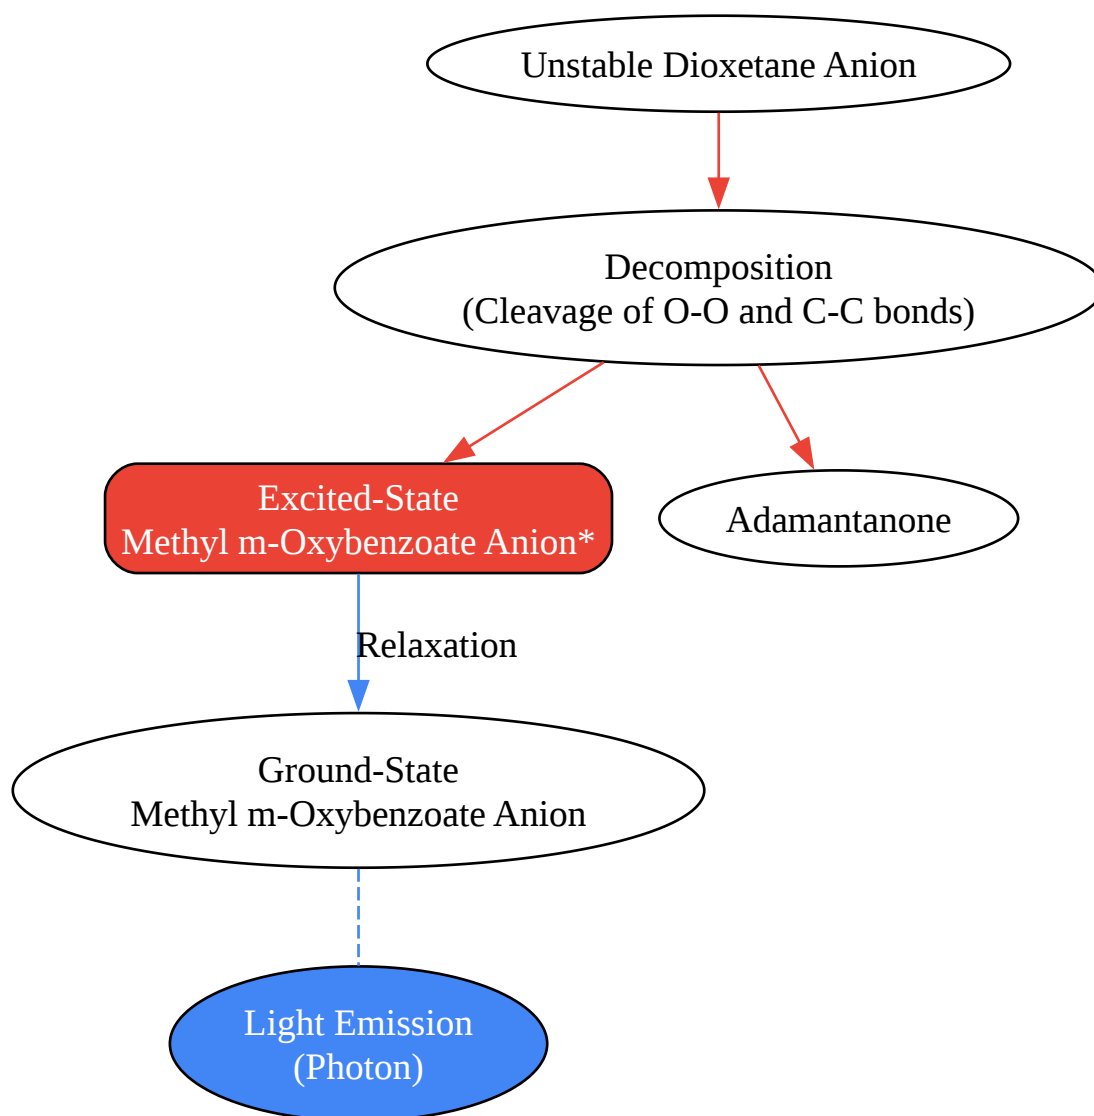 Unstable Dioxetane Anion
Decomposition
(Cleavage of O-O and C-C bonds)
Excited-State
Methyl m-Oxybenzoate Anion*
Adamantanone
Relaxation
Ground-State
Methyl m-Oxybenzoate Anion
Light Emission
(Photon)